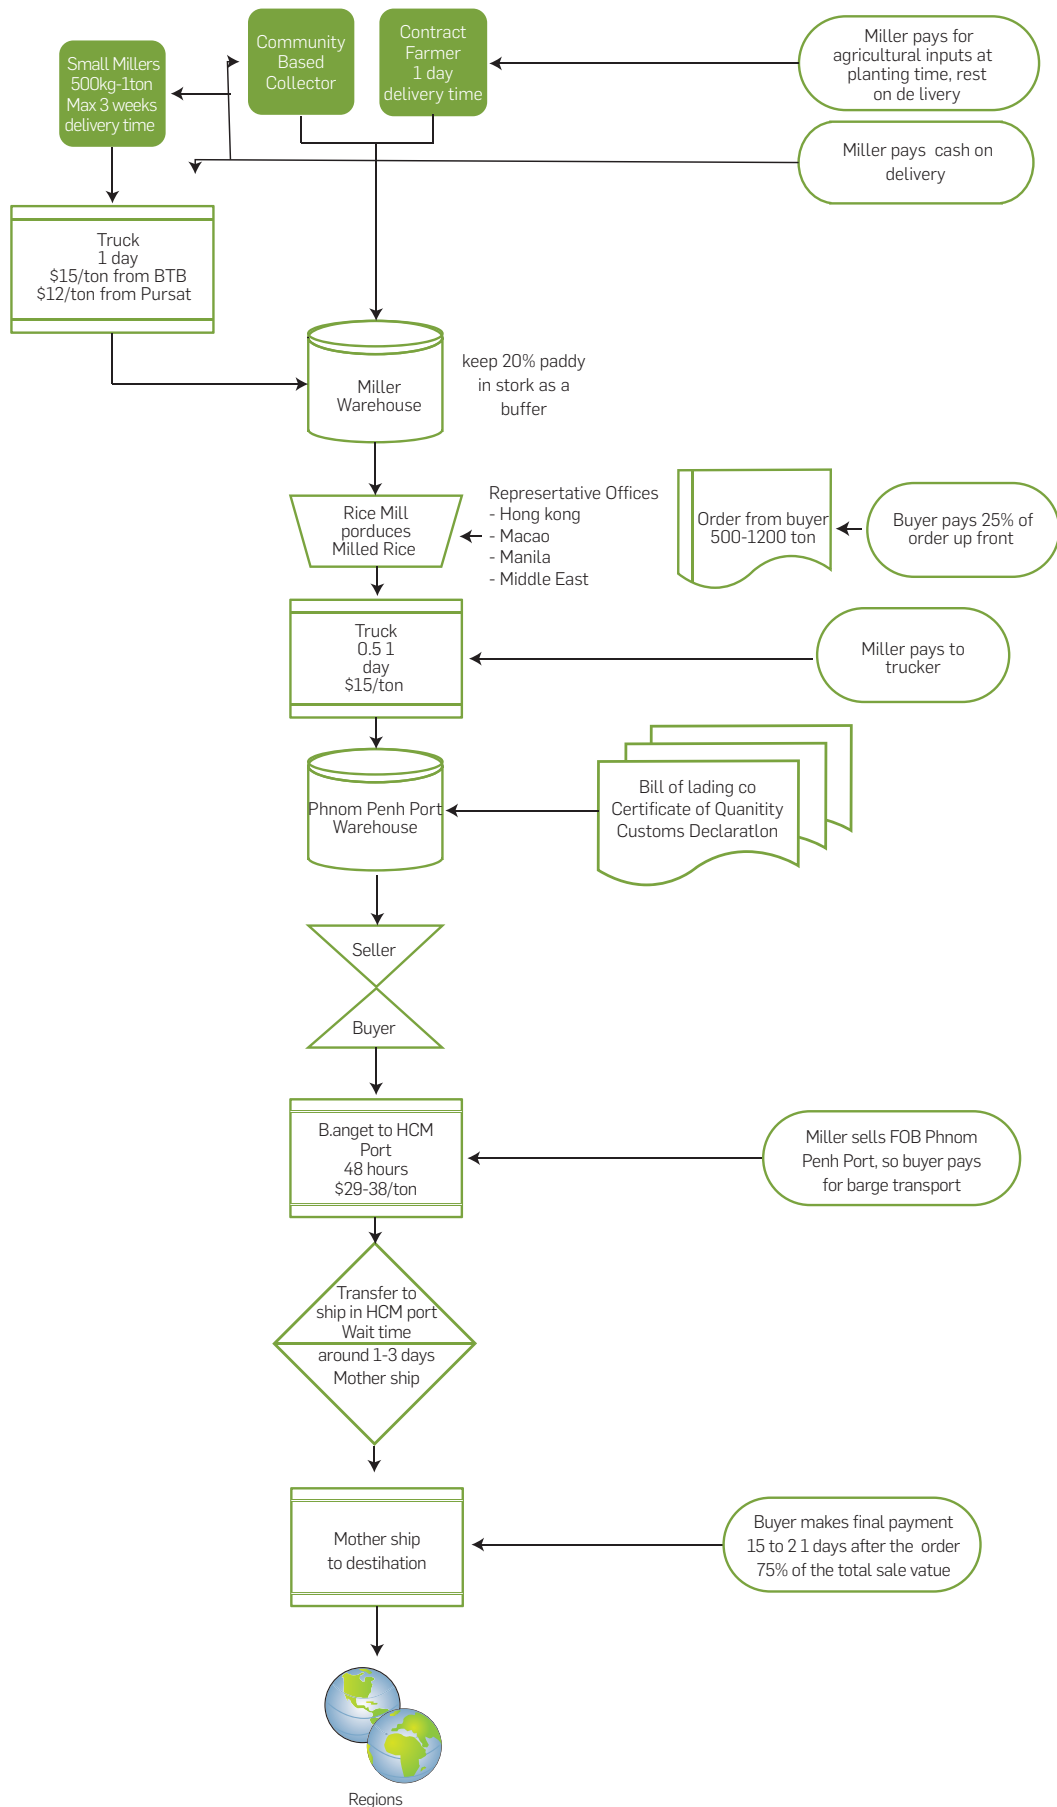 Small Millers
500kg-1ton
Max 3 weeks
delivery time
Community
Based
Collector
Contract
Farmer
1 day
delivery time
Miller pays for
agricultural inputs at
planting time, rest
on de livery
Miller pays cash on
delivery
Truck
1 day
$15/ton from BTB
$12/ton from Pursat
Miller
Warehouse
keep 20% paddy
in stork as a
buffer
Rice Mill
porduces
Milled Rice
Represertative Offices
- Hong kong
- Macao
- Manila
- Middle East
Order from buyer
500-1200 ton
Buyer pays 25% of
order up front
Truck
0.5 1
day
$15/ton
Miller pays to
trucker
Phnom Penh Port
Warehouse
Bill of lading co
Certificate of Quanitity
Customs Declaratlon
Seller
Buyer
B.anget to HCM
Port
48 hours
$29-38/ton
Miller sells FOB Phnom
Penh Port, so buyer pays
for barge transport
Transfer to
ship in HCM port
Wait time
around 1-3 days
Mother ship
Mother ship
to destihation
Buyer makes final payment
15 to 2 1 days after the order
75% of the total sale vatue
Regions